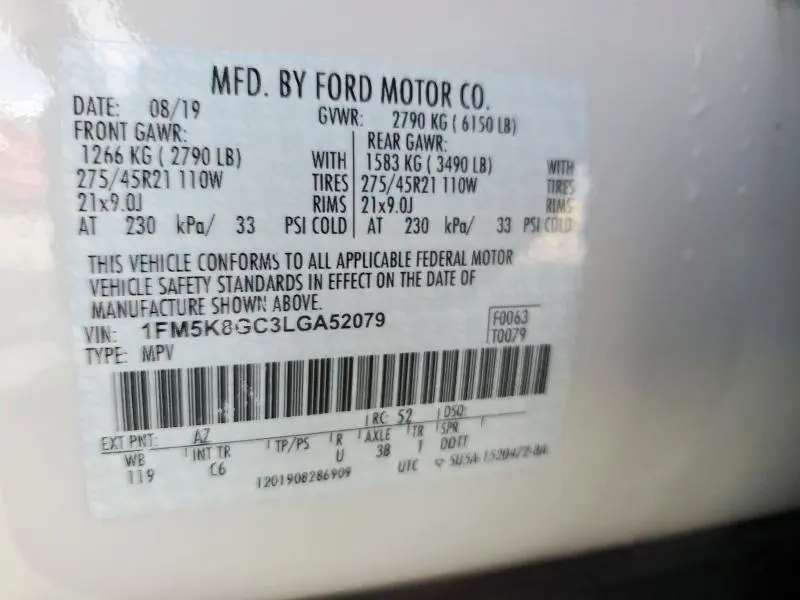 MFD. BY FORD MOTOR CO.
DATE: 08/19 GVWR: 2790 KG ( 6150 LB)
FRONT GAWR: REAR GAWR:
1266 KG ( 2790 LB) WITH 1583 KG ( 3490 LB) WITH
275/45R21 110W TIRES 275/45R21 110W TIRES
21x9.0J RIMS 21x9.0J RIMS
AT 230 kPa/ 33 PSI COLD AT 230 kPa/ 33 PSI COLD
THIS VEHICLE CONFORMS TO ALL APPLICABLE FEDERAL MOTOR
VEHICLE SAFETY STANDARDS IN EFFECT ON THE DATE OF
MANUFACTURE SHOWN ABOVE.
VIN: 1FM5K8GC3LGA52079 F0063
TYPE: MPV T0079
EXT PNT: AZ RC: 52 DSO:
WB INT TR TP/PS R AXLE TR SPR
119 C6 U 38 T
1201908286909 UTC